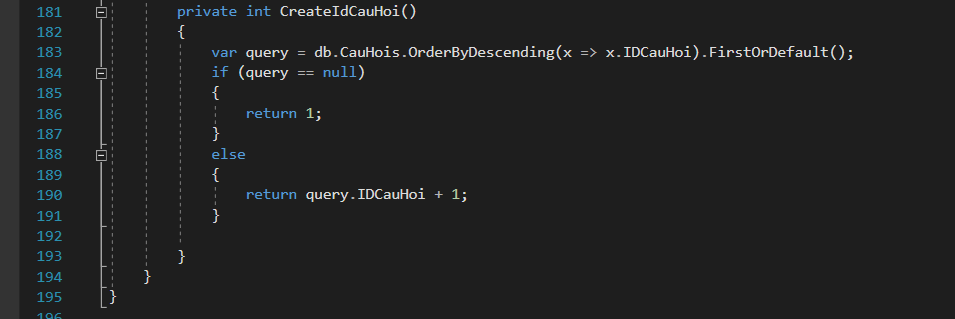 181 private int CreateIdCauHoi()
182 {
183 var query = db.CauHois.OrderByDescending(x => x.IDCauHoi).FirstOrDefault();
184 if (query == null)
185 {
186 return 1;
187 }
188 else
189 {
190 return query.IDCauHoi + 1;
191 }
192
193 }
194 }
195 }
196